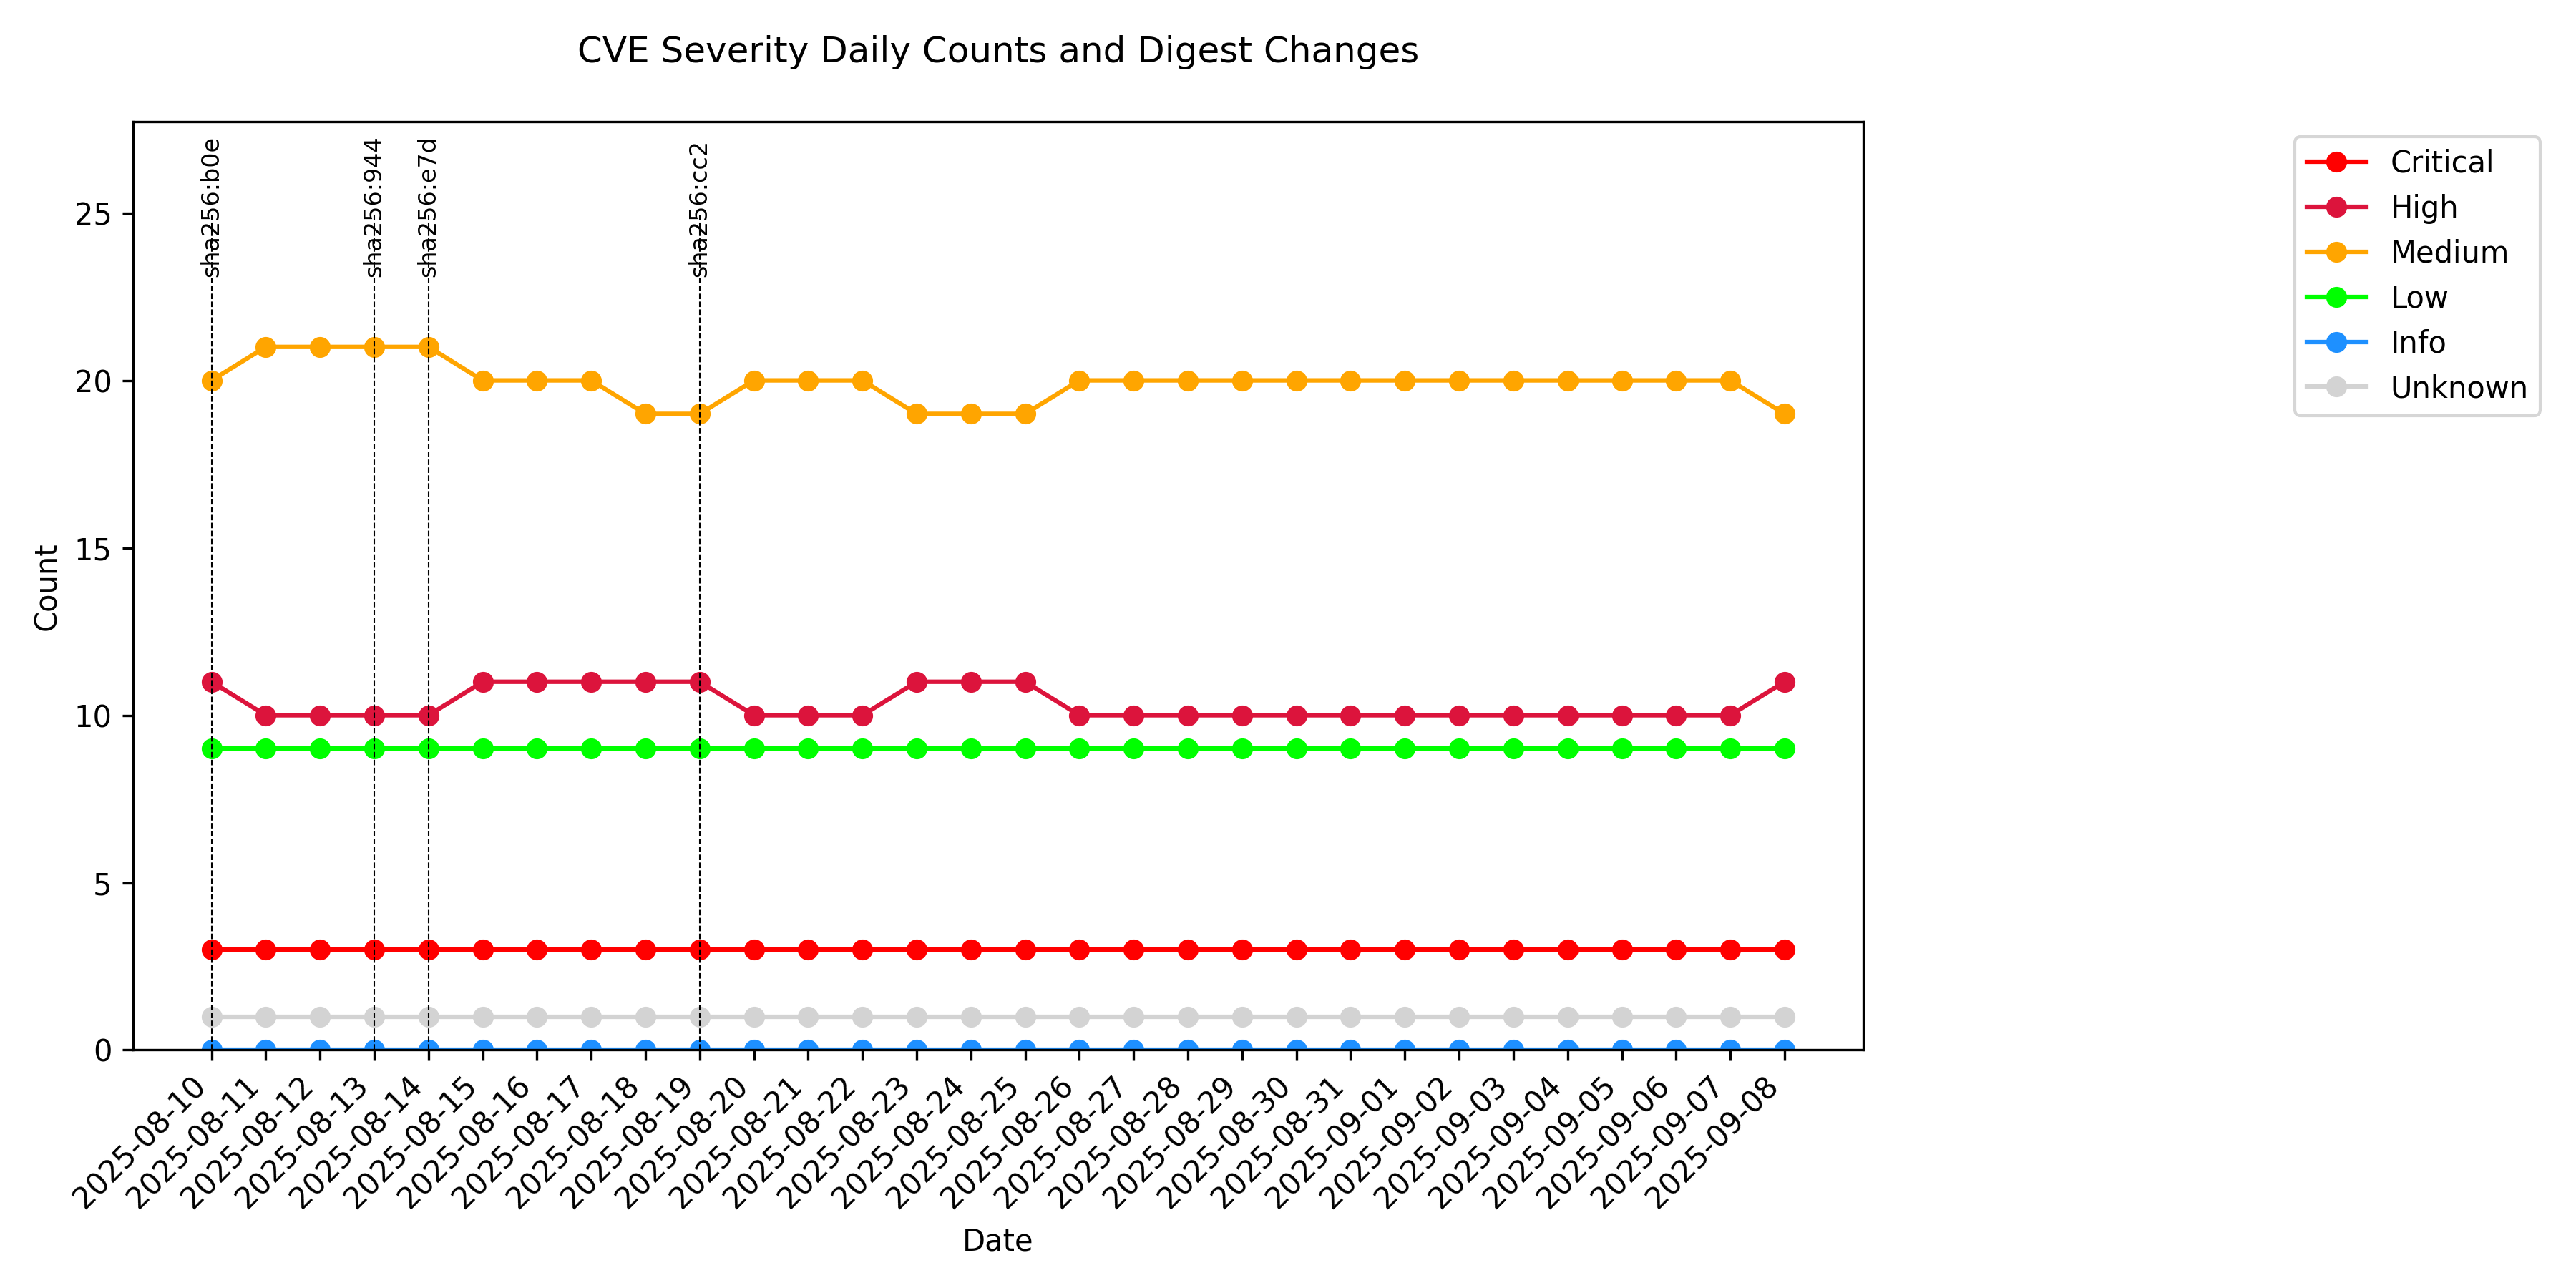 CVE Severity Daily Counts and Digest Changes
sha256:b0e
sha256:944
sha256:e7d
sha256:cc2
Critical
High
Medium
Low
Info
Unknown
Count
25
20
15
10
5
0
2025-08-10
2025-08-11
2025-08-12
2025-08-13
2025-08-14
2025-08-15
2025-08-16
2025-08-17
2025-08-18
2025-08-19
2025-08-20
2025-08-21
2025-08-22
2025-08-23
2025-08-24
2025-08-25
2025-08-26
2025-08-27
2025-08-28
2025-08-29
2025-08-30
2025-08-31
2025-09-01
2025-09-02
2025-09-03
2025-09-04
2025-09-05
2025-09-06
2025-09-07
2025-09-08
Date